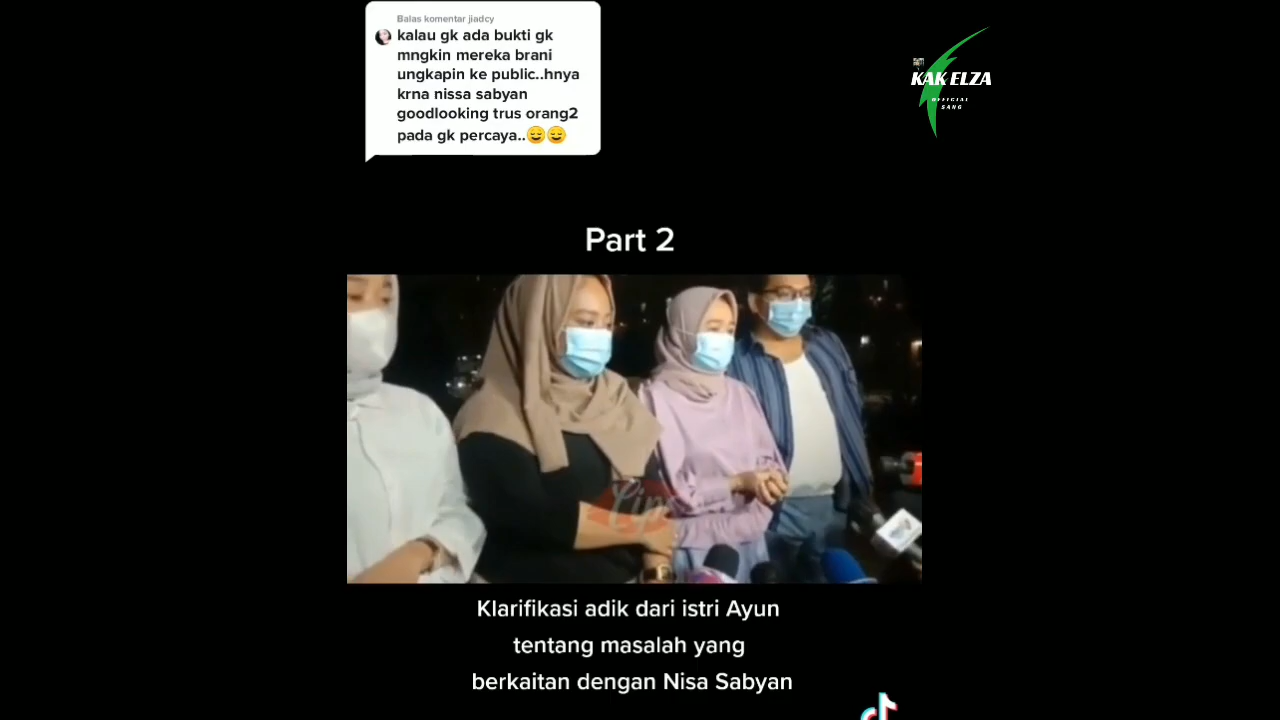 Balas komentar jiadcy
kalau gk ada bukti gk
mngkin mereka brani
ungkapin ke public..hnya
krna nissa sabyan
goodlooking trus orang2
pada gk percaya..😌😌
KAK ELZA
OFFICIAL
SANG
Part 2
Klarifikasi adik dari istri Ayun
tentang masalah yang
berkaitan dengan Nisa Sabyan